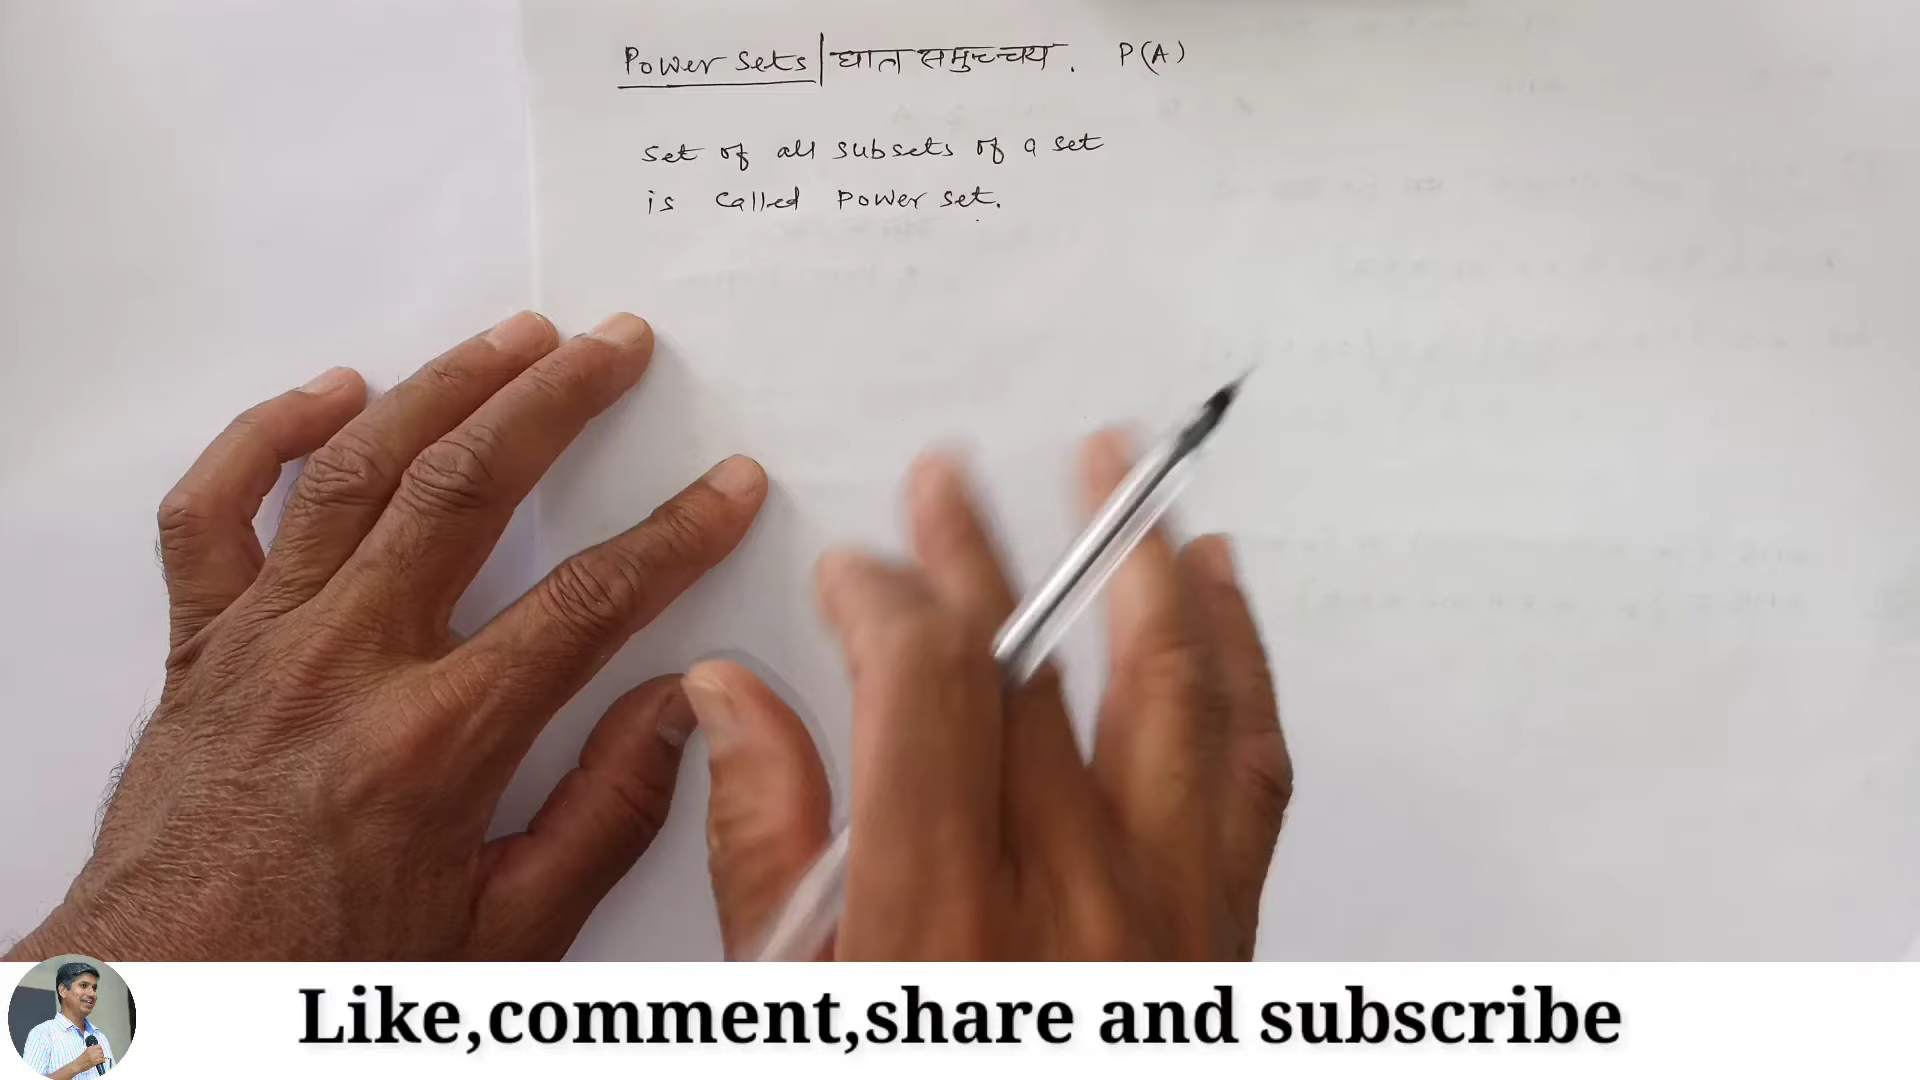 Power Sets | घात समुच्चय. P(A)
set of all subsets of a set
is called power set.
Like,comment,share and subscribe